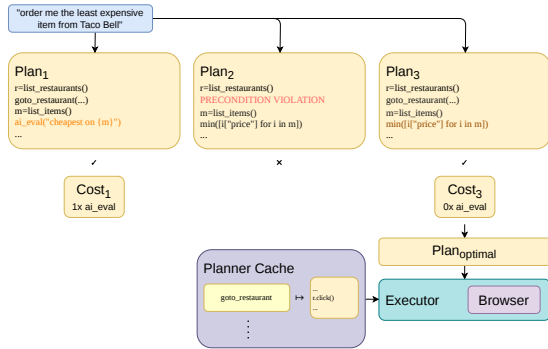 "order me the least expensive
item from Taco Bell"
Plan1
r=list_restaurants()
goto_restaurant(...)
m=list_items()
ai_eval("cheapest on {m}")
...
Plan2
r=list_restaurants()
PRECONDITION VIOLATION
m=list_items()
min([i["price"] for i in m])
...
Plan3
r=list_restaurants()
goto_restaurant(...)
m=list_items()
min([i["price"] for i in m])
...
✓
×
✓
Cost1
1x ai_eval
Cost3
0x ai_eval
Planoptimal
Planner Cache
goto_restaurant
↦
...
r.click()
...
Executor
Browser